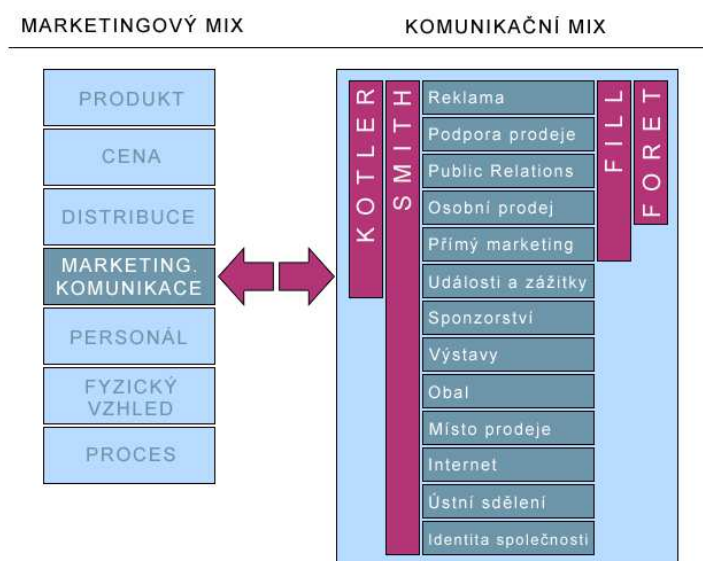 MARKETINGOVÝ MIX
KOMUNIKAČNÍ MIX
PRODUKT
CENA
DISTRIBUCE
MARKETING.
KOMUNIKACE
PERSONÁL
FYZICKÝ
VZHLED
PROCES
KOTLER
SMITH
Reklama
Podpora prodeje
Public Relations
Osobní prodej
Přímý marketing
Události a zážitky
Sponzorství
Výstavy
Obal
Místo prodeje
Internet
Ústní sdělení
Identita společnosti
FILL
FORET